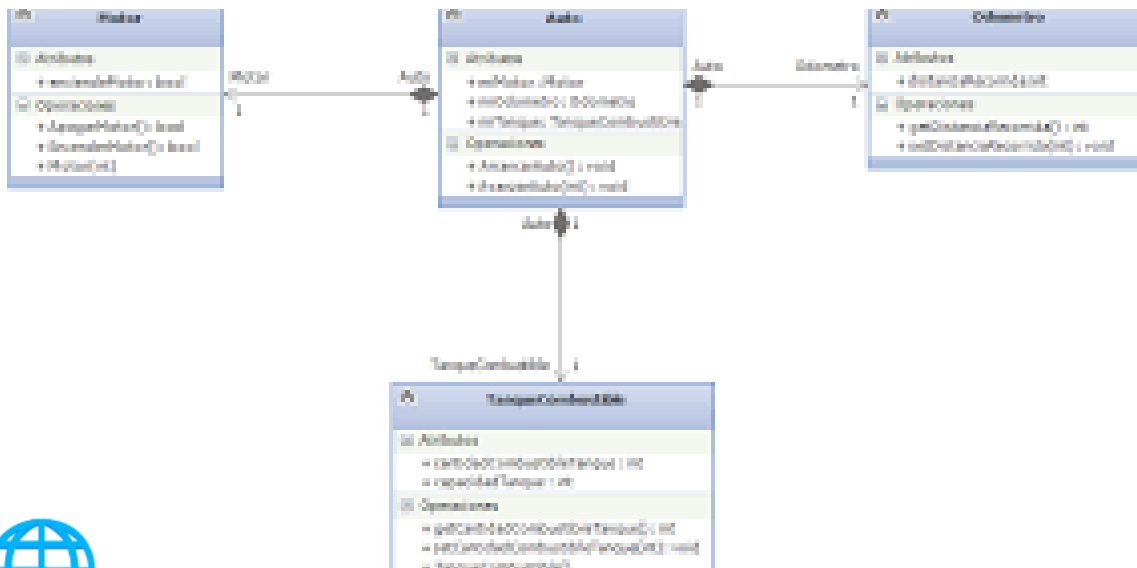 Motor
Atributos
+ enciendeMotor : bool
Operaciones
+ ApagarMotor() : bool
+ EncenderMotor() : bool
+ Motor(int)
Motor
1
Auto
1
Auto
Atributos
+ miMotor : Motor
+ miOdometro : Odometro
+ miTanque : TanqueCombustible
Operaciones
+ ArrancarAuto() : void
+ AvanzarAuto(int) : void
Auto
1
Odometro
1
Odometro
Atributos
+ distanciaRecorrida:int
Operaciones
+ getDistanciaRecorrida() : int
+ setDistanciaRecorrida(int) : void
Auto 1
TanqueCombustible 1
TanqueCombustible
Atributos
+ cantidadCombustibleTanque : int
+ capacidadTanque : int
Operaciones
+ getCantidadCombustibleTanque() : int
+ setCantidadCombustibleTanque(int) : void
+ TanqueCombustible()